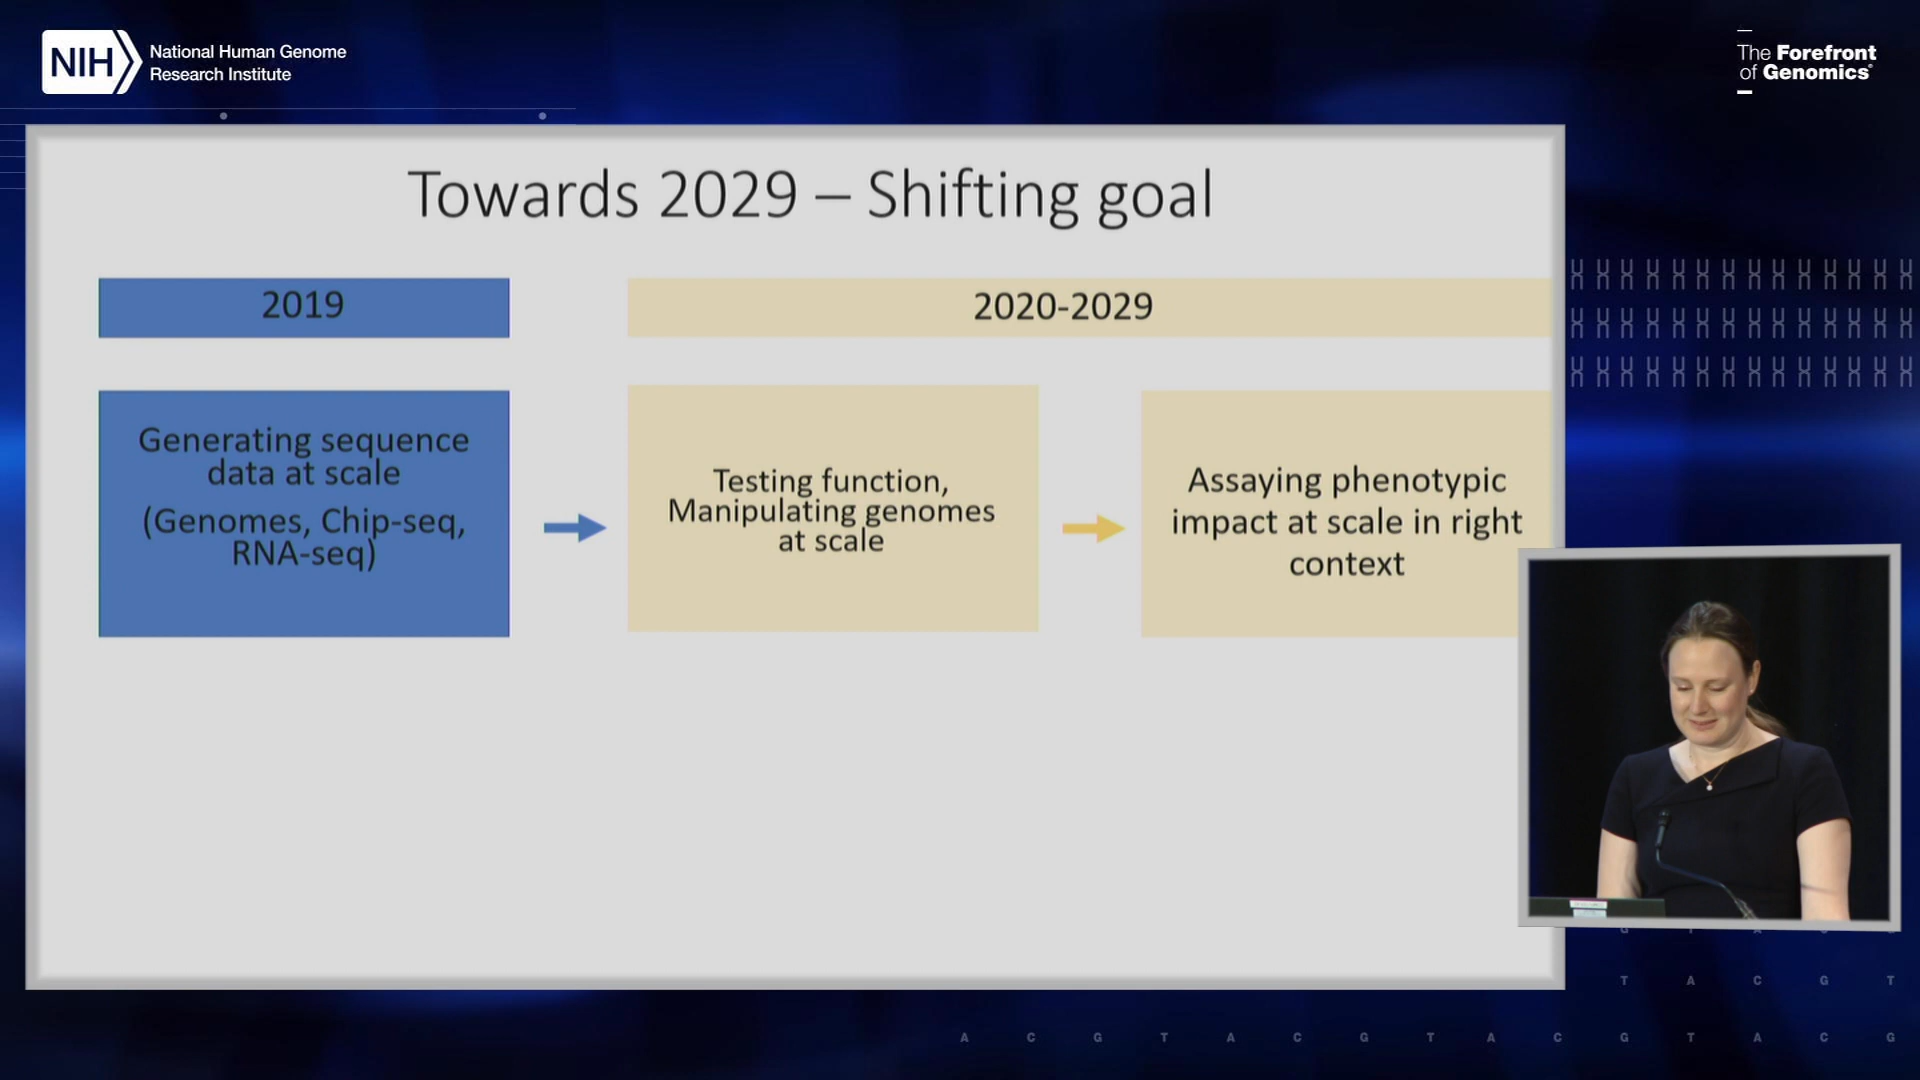 NIH
National Human Genome
Research Institute
The Forefront
of Genomics®
Towards 2029 – Shifting goal
2019
2020-2029
Generating sequence
data at scale
(Genomes, Chip-seq,
RNA-seq)
Testing function,
Manipulating genomes
at scale
Assaying phenotypic
impact at scale in right
context
T A C G T
A C G T A C G T A C G T A C G